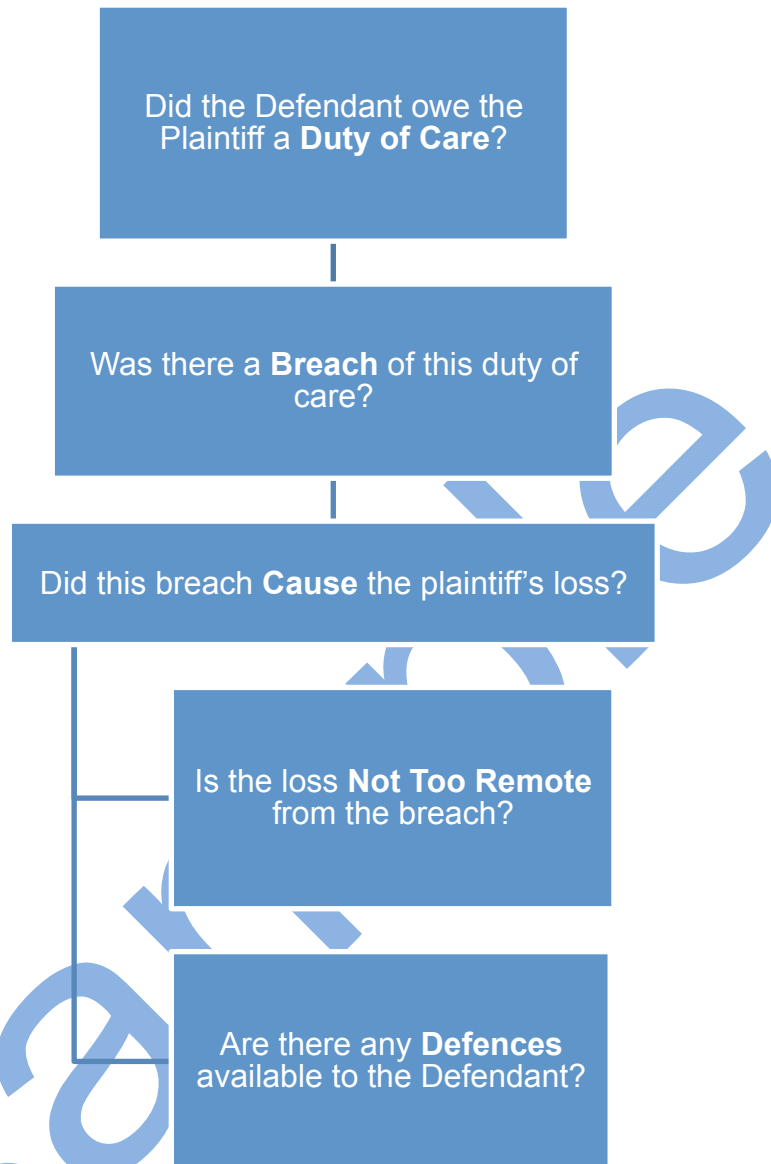 Did the Defendant owe the
Plaintiff a Duty of Care?
Was there a Breach of this duty of
care?
Did this breach Cause the plaintiff's loss?
Is the loss Not Too Remote
from the breach?
Are there any Defences
available to the Defendant?